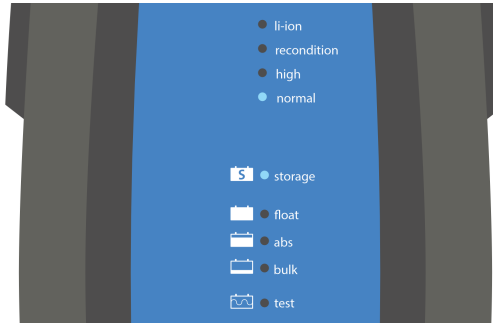 li-ion
recondition
high
normal
S storage
float
abs
bulk
test